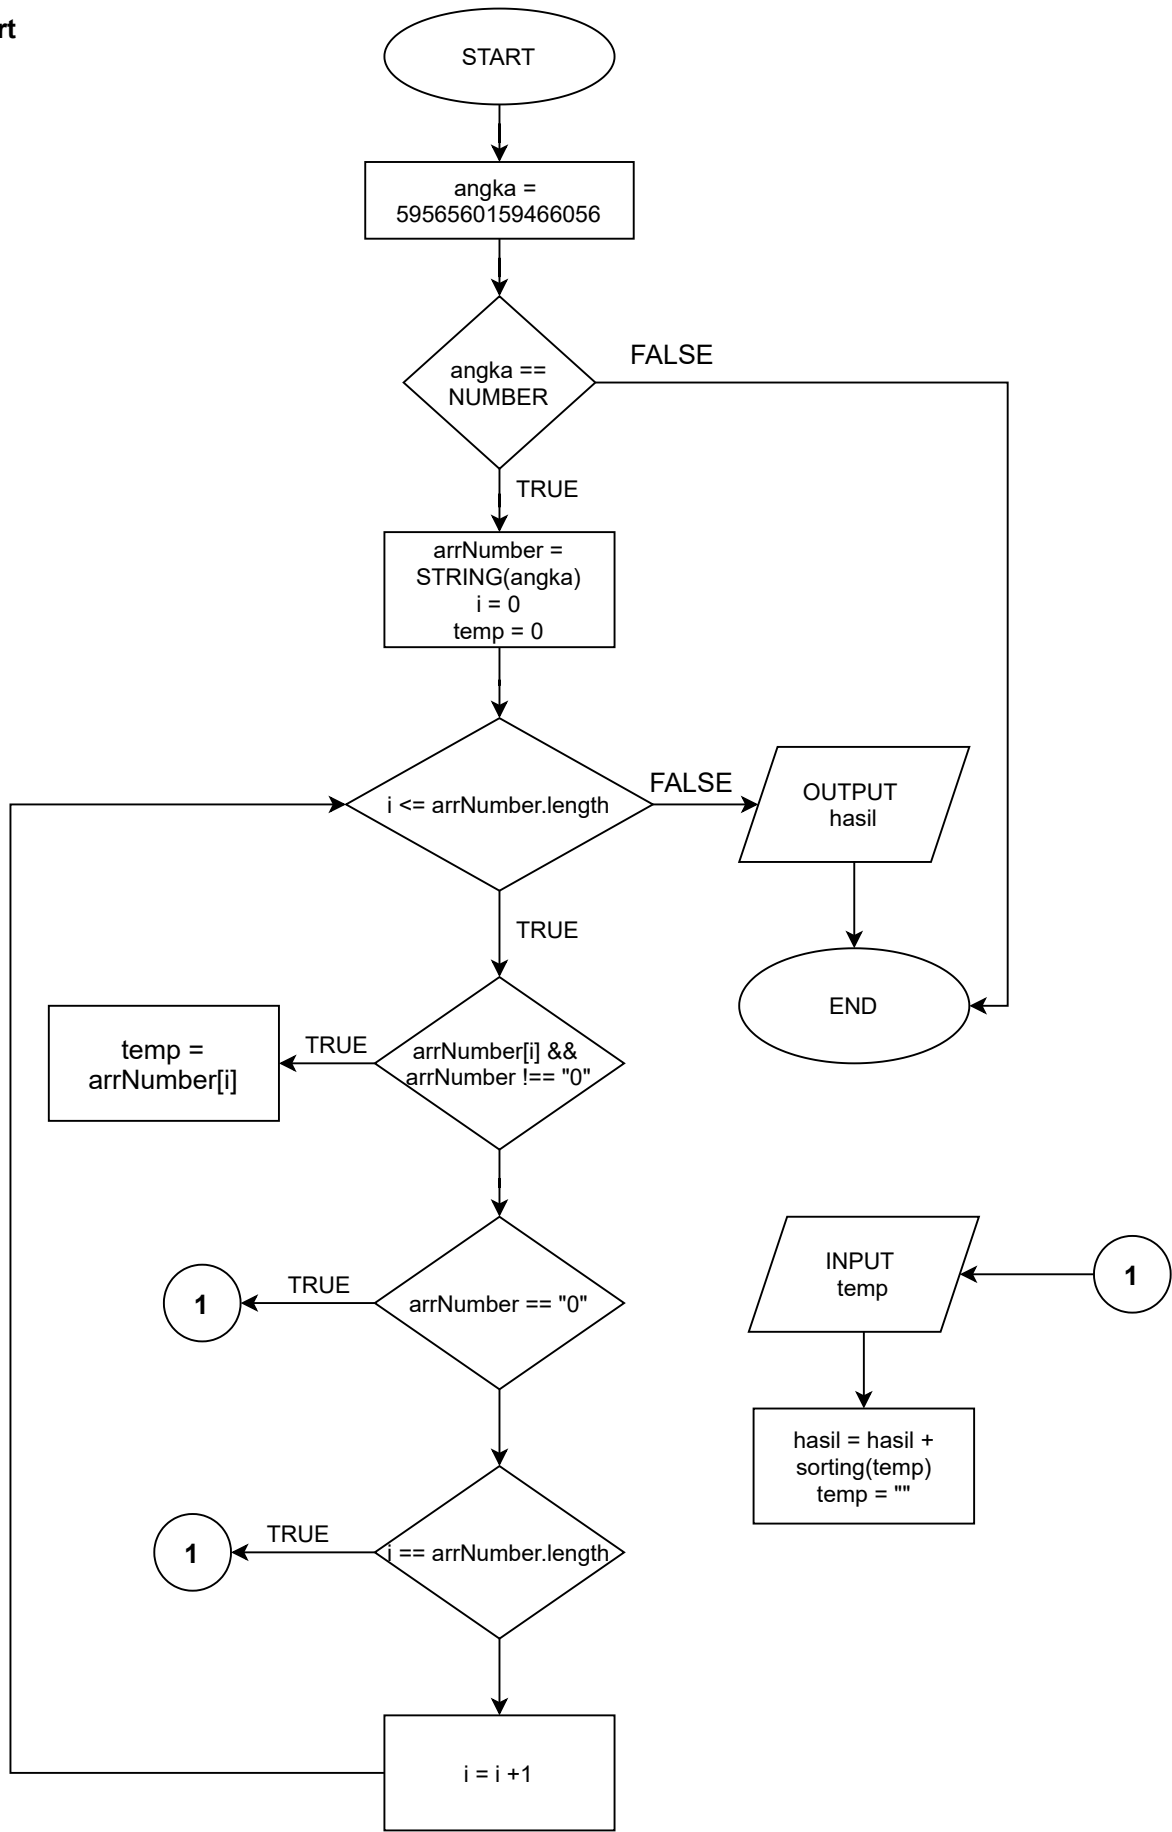 rt
START
angka =
5956560159466056
angka ==
NUMBER
FALSE
TRUE
arrNumber =
STRING(angka)
i = 0
temp = 0
i <= arrNumber.length
FALSE
OUTPUT
hasil
TRUE
END
temp =
arrNumber[i]
TRUE
arrNumber[i] &&
arrNumber !== "0"
1
TRUE
arrNumber == "0"
INPUT
temp
1
hasil = hasil +
sorting(temp)
temp = ""
1
TRUE
i == arrNumber.length
i = i +1